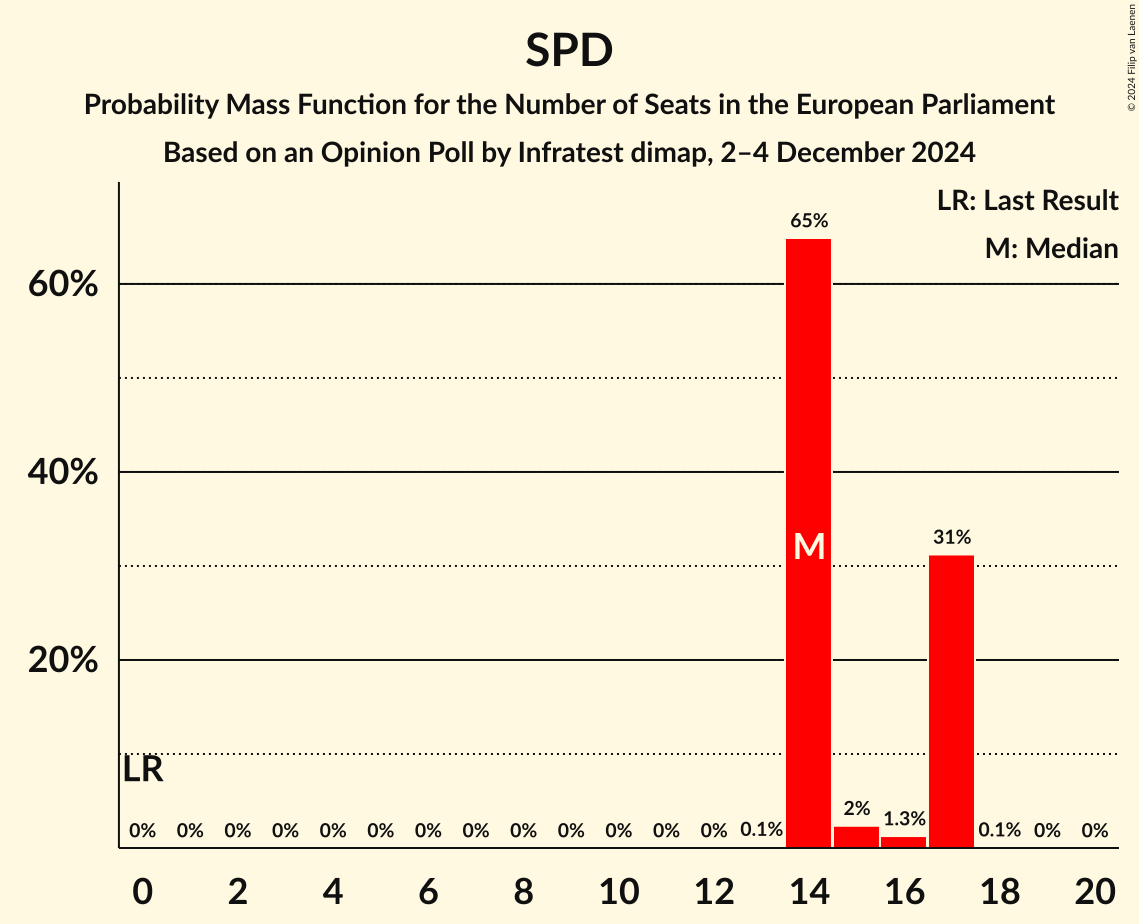 SPD
Probability Mass Function for the Number of Seats in the European Parliament
Based on an Opinion Poll by Infratest dimap, 2–4 December 2024
© 2024 Filip van Laenen
LR: Last Result
M: Median
65%
60%
40%
31%
M
20%
LR
0% 0% 0% 0% 0% 0% 0% 0% 0% 0% 0% 0% 0% 0.1% 2% 1.3% 0.1% 0% 0%
0 2 4 6 8 10 12 14 16 18 20